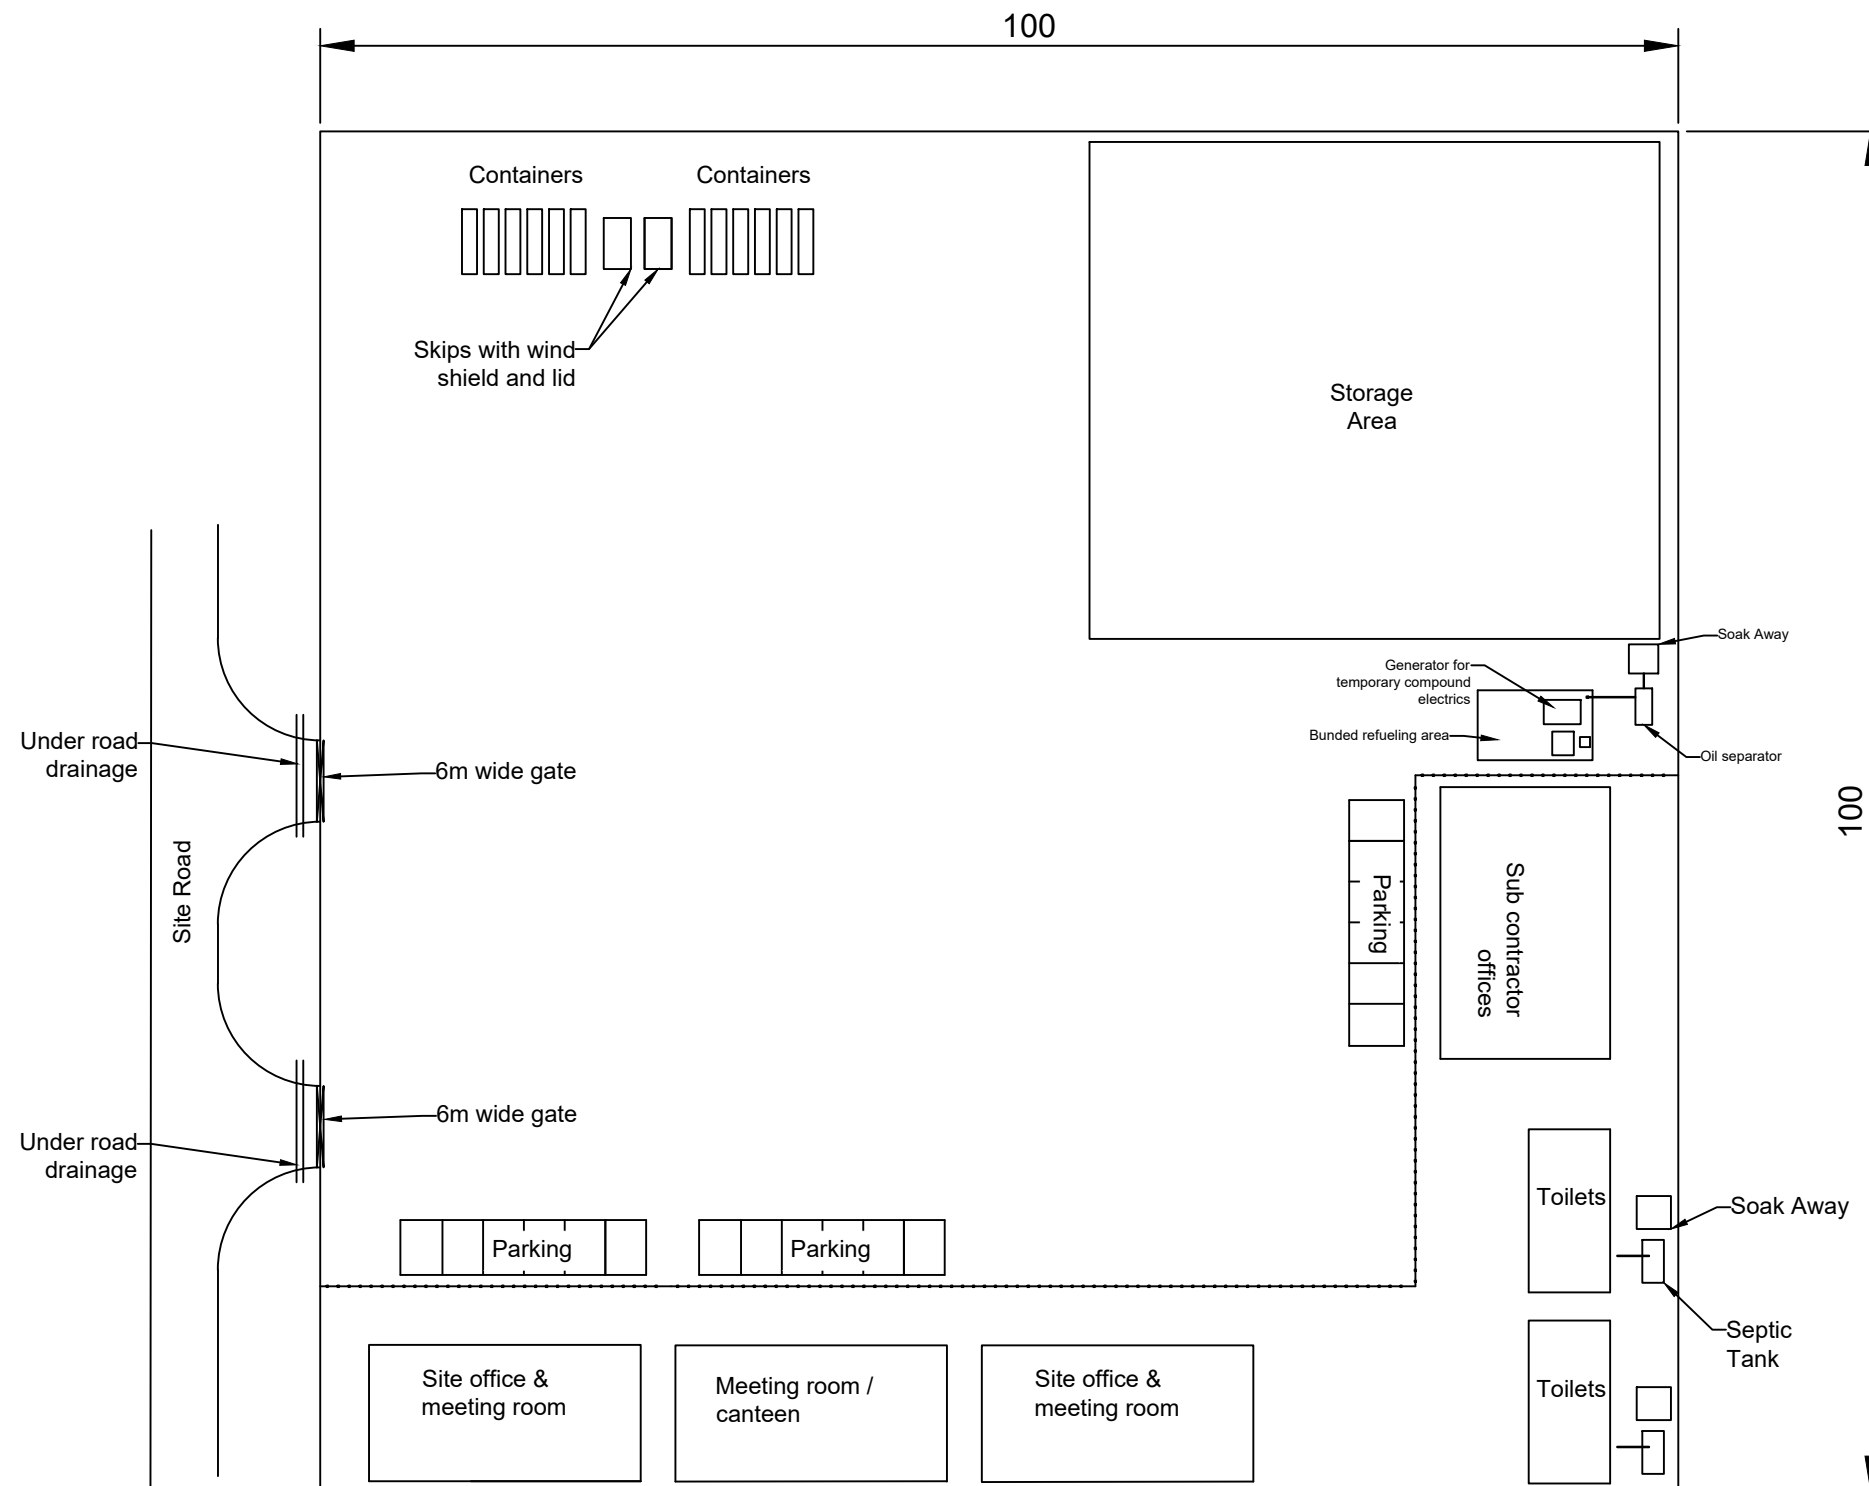 100
Containers
Containers
Skips with wind
shield and lid
Storage
Area
Soak Away
Generator for
temporary compound
electrics
Bunded refueling area
Oil separator
Under road
drainage
6m wide gate
100
Site Road
Parking
Sub contractor
offices
6m wide gate
Under road
drainage
Toilets
Soak Away
Parking
Parking
Septic
Tank
Site office &
meeting room
Meeting room /
canteen
Site office &
meeting room
Toilets